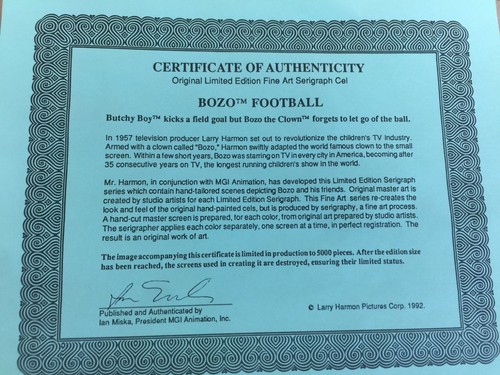 CERTIFICATE OF AUTHENTICITY
Original Limited Edition Fine Art Serigraph Cel
BOZO™ FOOTBALL
Butchy Boy™ kicks a field goal but Bozo the Clown™ forgets to let go of the ball.
In 1957 television producer Larry Harmon set out to revolutionize the children's TV industry.
Armed with a clown called "Bozo," Harmon swiftly adapted the world famous clown to the small
screen. Within a few short years, Bozo was starring on TV in every city in America, becoming after
35 consecutive years on TV, the longest running children's show in the world.
Mr. Harmon, in conjunction with MGI Animation, has developed this Limited Edition Serigraph
series which contain hand-tailored scenes depicting Bozo and his friends. Original master art is
created by studio artists for each Limited Edition Serigraph. This Fine Art series re-creates the
look and feel of the original hand-painted cels, but is produced by serigraphy, a fine art process.
A hand-cut master screen is prepared, for each color, from original art prepared by studio artists.
The serigrapher applies each color separately, one screen at a time, in perfect registration. The
result is an original work of art.
The image accompanying this certificate is limited in production to 5000 pieces. After the edition size
has been reached, the screens used in creating it are destroyed, ensuring their limited status.
Published and Authenticated by
Ian Miska, President MGI Animation, Inc.
© Larry Harmon Pictures Corp. 1992.